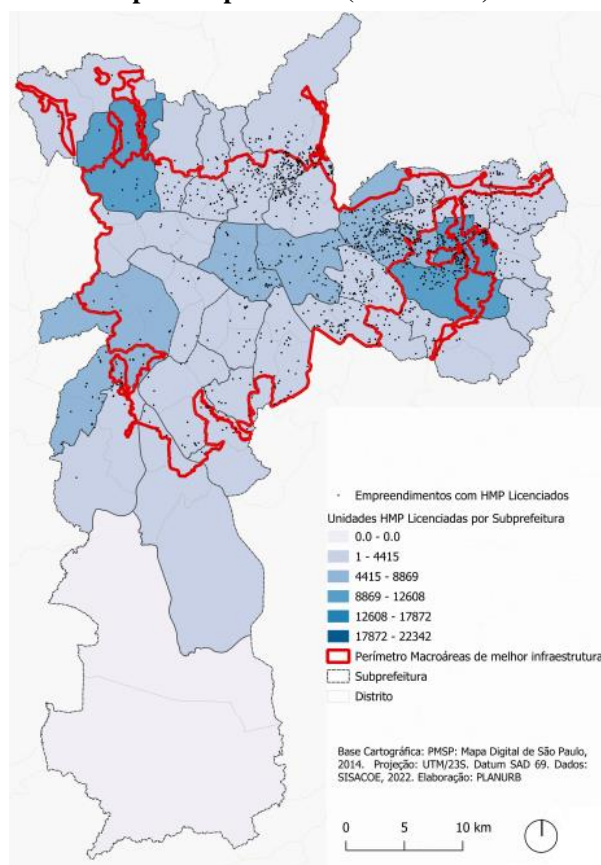 Empreendimentos com HMP Licenciados
Unidades HMP Licenciadas por Subprefeitura
0.0 - 0.0
1 - 4415
4415 - 8869
8869 - 12608
12608 - 17872
17872 - 22342
Perímetro Macroáreas de melhor infraestrutura
Subprefeitura
Distrito
Base Cartográfica: PMSP: Mapa Digital de São Paulo,
2014. Projeção: UTM/23S. Datum SAD 69. Dados:
SISACOE, 2022. Elaboração: PLANURB
0 5 10 km